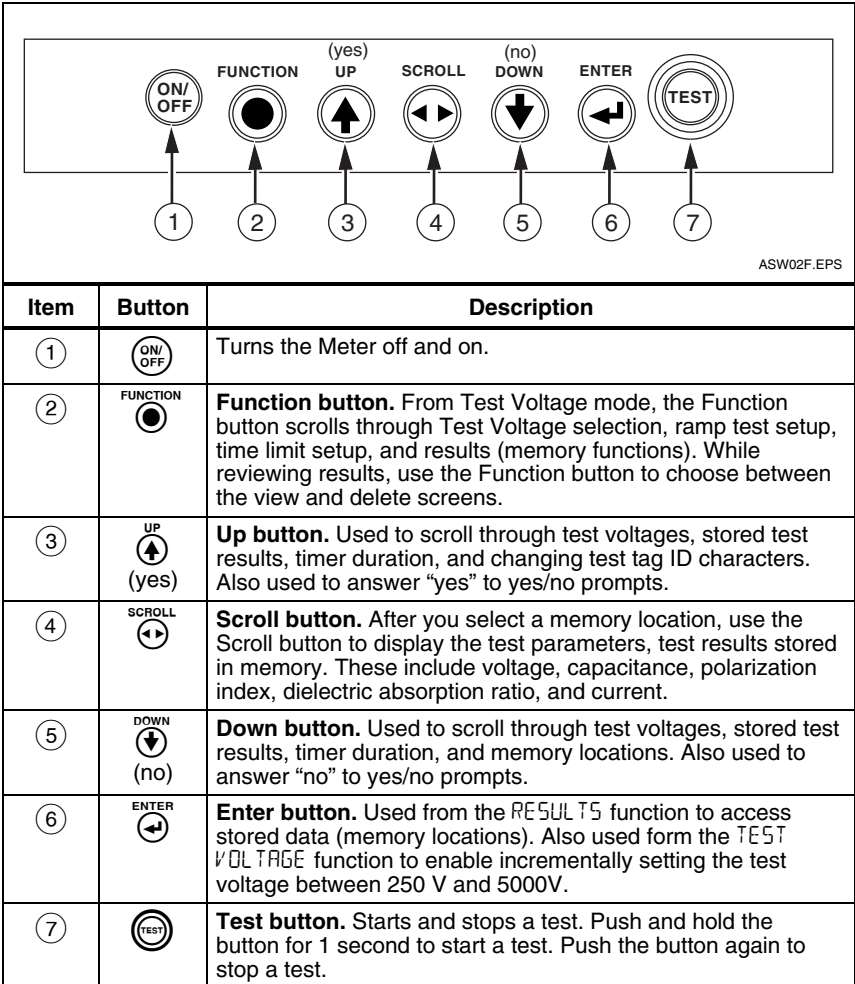 (yes) (no)
FUNCTION UP SCROLL DOWN ENTER
ON/
OFF
TEST
1 2 3 4 5 6 7
ASW02F.EPS
Item Button Description
1 ON/
OFF
Turns the Meter off and on.
2 FUNCTION
Function button. From Test Voltage mode, the Function
button scrolls through Test Voltage selection, ramp test setup,
time limit setup, and results (memory functions). While
reviewing results, use the Function button to choose between
the view and delete screens.
3 UP
(yes)
Up button. Used to scroll through test voltages, stored test
results, timer duration, and changing test tag ID characters.
Also used to answer “yes” to yes/no prompts.
4 SCROLL
Scroll button. After you select a memory location, use the
Scroll button to display the test parameters, test results stored
in memory. These include voltage, capacitance, polarization
index, dielectric absorption ratio, and current.
5 DOWN
(no)
Down button. Used to scroll through test voltages, stored test
results, timer duration, and memory locations. Also used to
answer “no” to yes/no prompts.
6 ENTER
Enter button. Used from the RESULTS function to access
stored data (memory locations). Also used form the TEST
VOLTAGE function to enable incrementally setting the test
voltage between 250 V and 5000V.
7 TEST
Test button. Starts and stops a test. Push and hold the
button for 1 second to start a test. Push the button again to
stop a test.